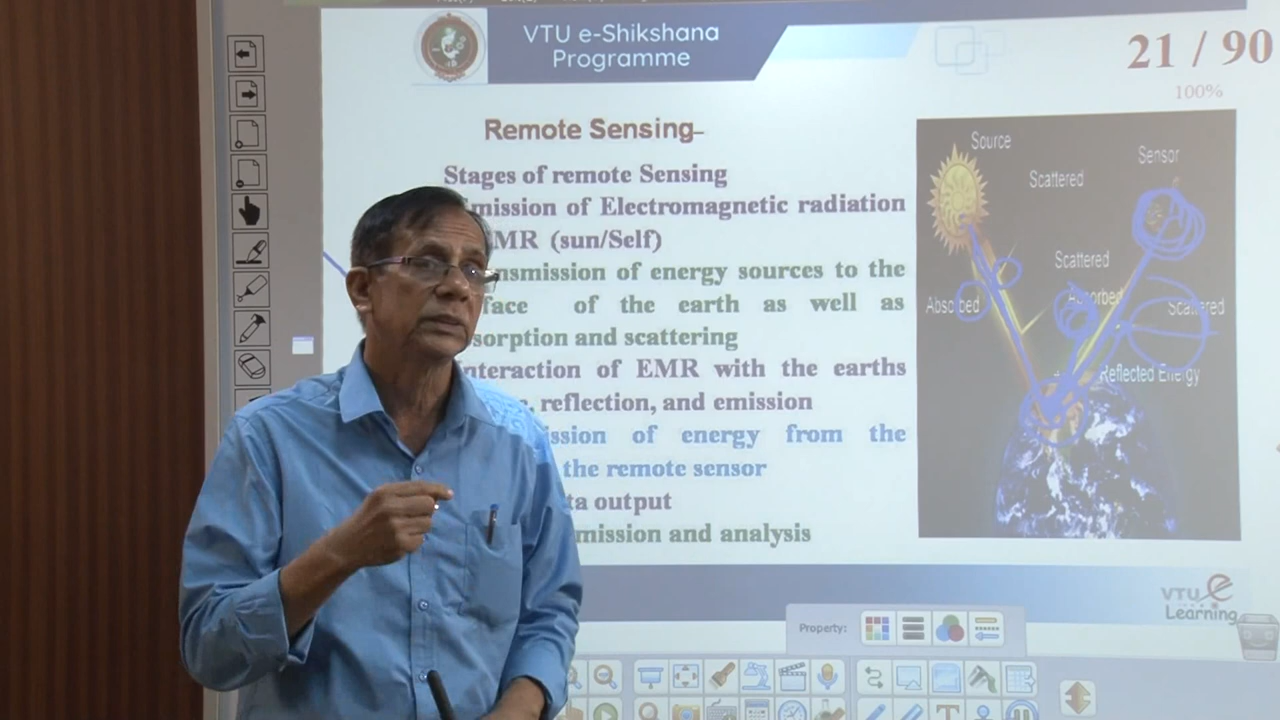 VTU e-Shikshana
Programme
21 / 90
100%
Remote Sensing–
Stages of remote Sensing
mission of Electromagnetic radiation
MR (sun/Self)
nsmission of energy sources to the
face of the earth as well as
sorption and scattering
nteraction of EMR with the earths
, reflection, and emission
ission of energy from the
the remote sensor
ta output
mission and analysis
Source
Sensor
Scattered
Scattered
Absorbed
Absorbed
Scattered
Reflected Energy
VTU e
Learning
Property: